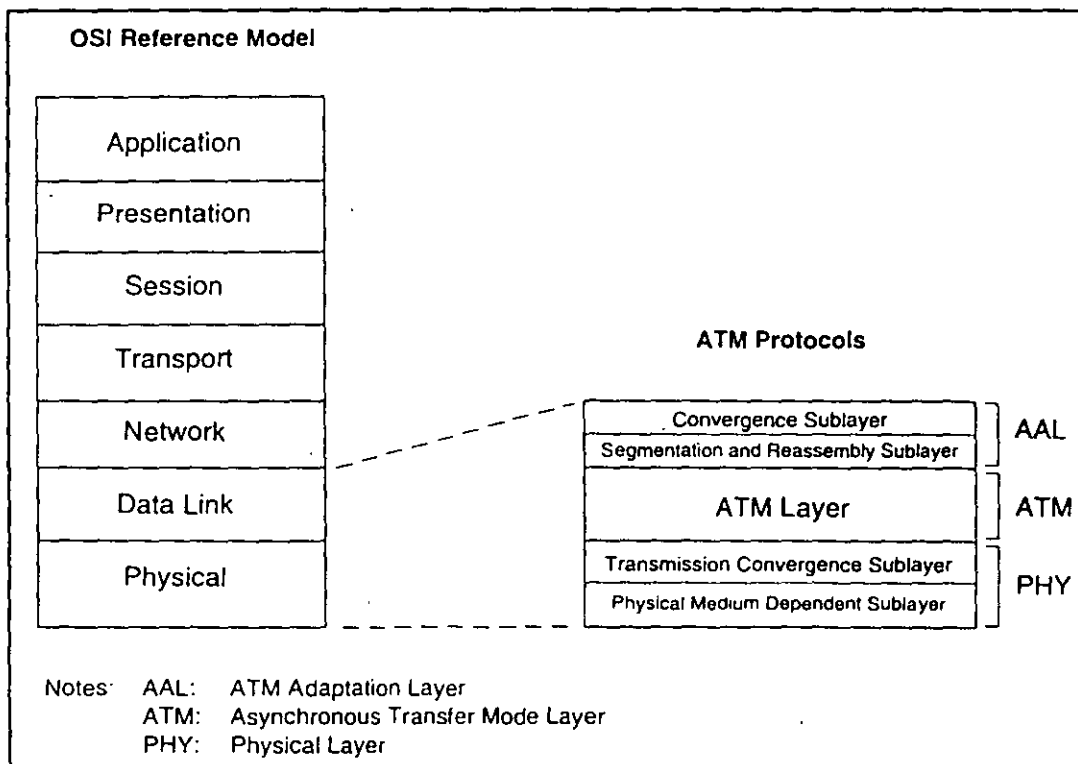 OSI Reference Model
Application
Presentation
Session
Transport
Network
Data Link
Physical
ATM Protocols
Convergence Sublayer
Segmentation and Reassembly Sublayer
AAL
ATM Layer
ATM
Transmission Convergence Sublayer
Physical Medium Dependent Sublayer
PHY
Notes: AAL: ATM Adaptation Layer
ATM: Asynchronous Transfer Mode Layer
PHY: Physical Layer